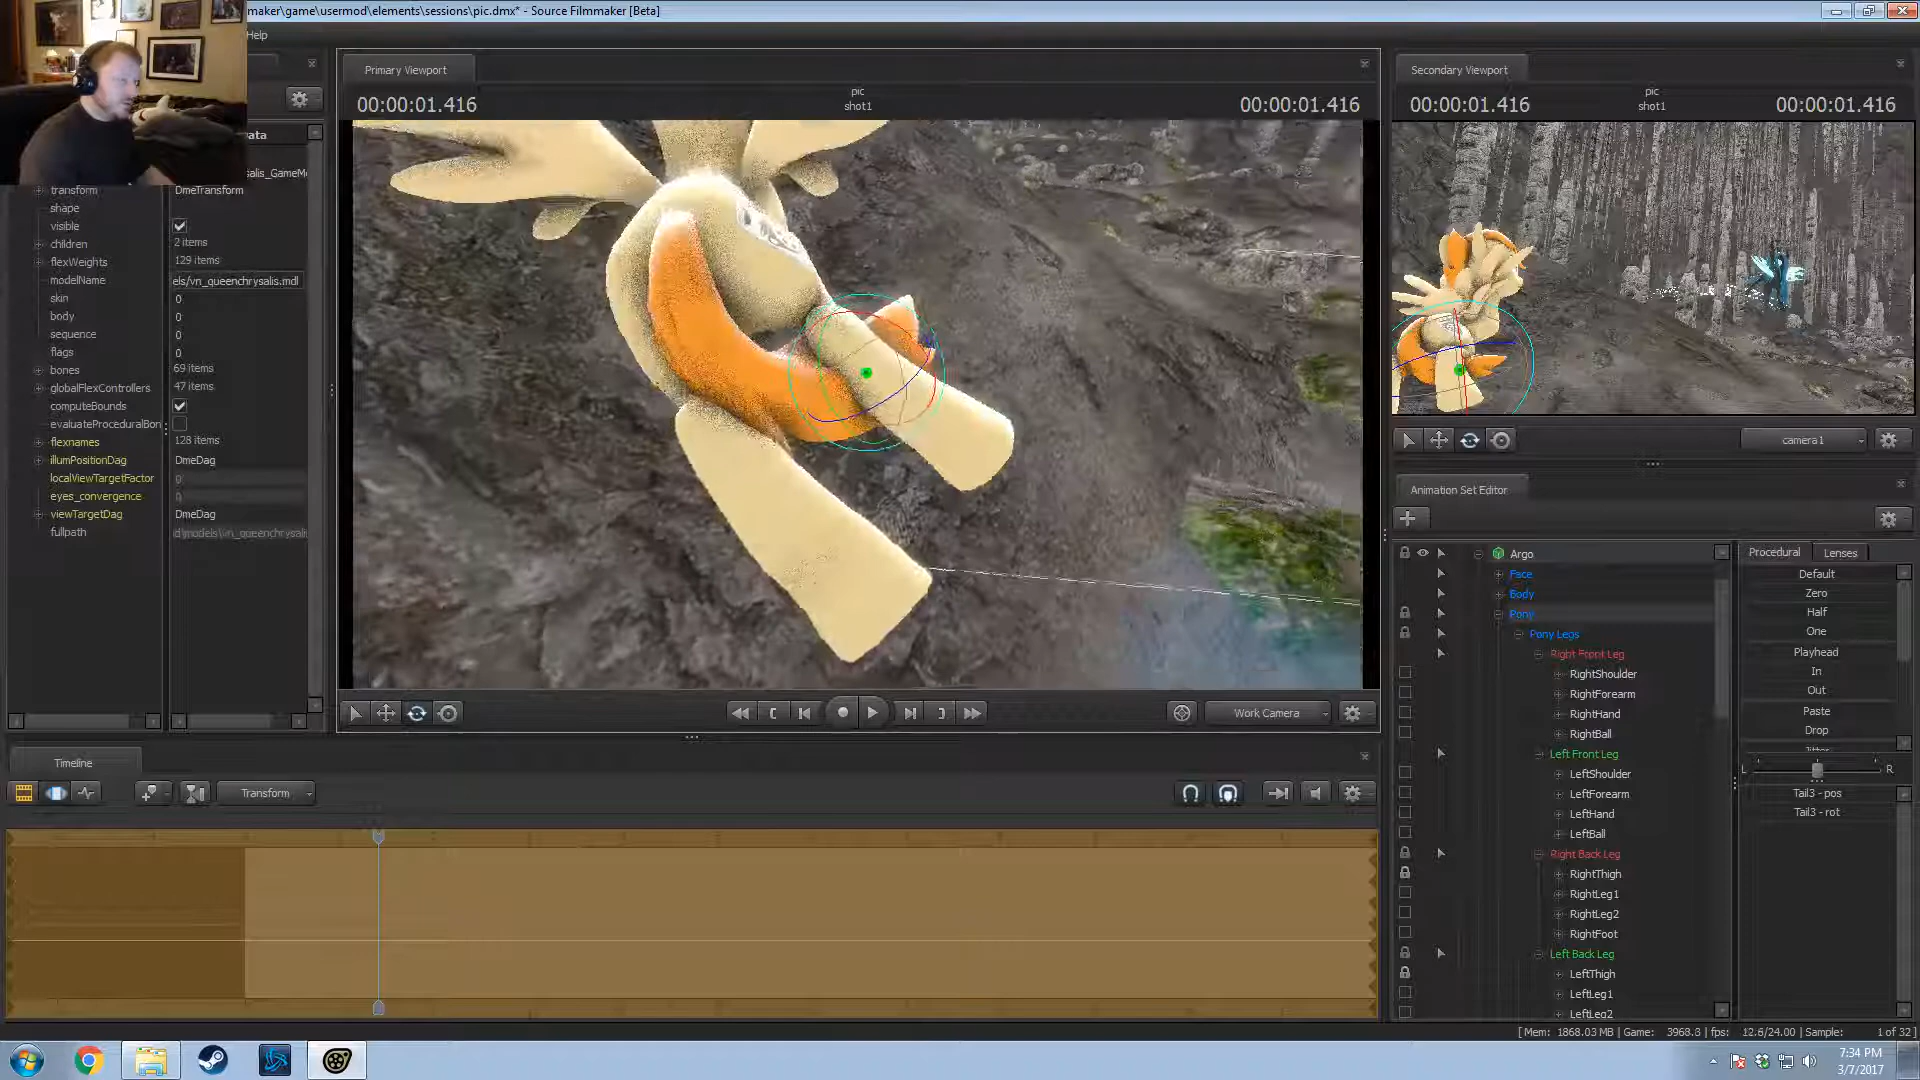 maker\game\usermod\elements\sessions\pic.dmx* - Source Filmmaker [Beta]
Help
Primary Viewport
Secondary Viewport
00:00:01.416
pic
shot1
00:00:01.416
00:00:01.416
pic
shot1
00:00:01.416
ata
salis_GameMo
transform
DmeTransform
shape
visible
children
2 items
flexWeights
129 items
modelName
els/vn_queenchrysalis.mdl
skin
0
body
0
sequence
0
flags
0
bones
69 items
globalFlexControllers
47 items
computeBounds
evaluateProceduralBon
flexnames
128 items
illumPositionDag
DmeDag
localViewTargetFactor
0
eyes_convergence
0
viewTargetDag
DmeDag
fullpath
d\models\vn_queenchrysalis
Work Camera
camera1
Animation Set Editor
Argo
Face
Body
Pony
Pony Legs
Right Front Leg
RightShoulder
RightForearm
RightHand
RightBall
Left Front Leg
LeftShoulder
LeftForearm
LeftHand
LeftBall
Right Back Leg
RightThigh
RightLeg1
RightLeg2
RightFoot
Left Back Leg
LeftThigh
LeftLeg1
LeftLeg2
Procedural
Lenses
Default
Zero
Half
One
Playhead
In
Out
Paste
Drop
Jitter
L
R
Tail3 - pos
Tail3 - rot
Timeline
Transform
[ Mem: 1868.03 MB | Game: 3968.8 | fps: 12.6/24.00 | Sample: 1 of 32 ]
7:34 PM
3/7/2017